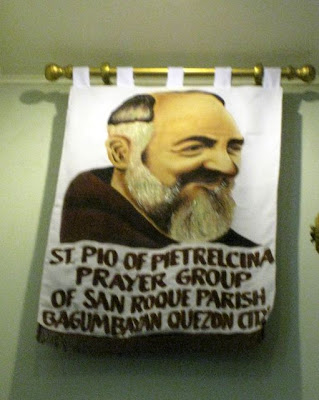 ST. PIO OF PIETRELCINA
PRAYER GROUP
OF SAN ROQUE PARISH,
BAGUMBAYAN QUEZON CITY